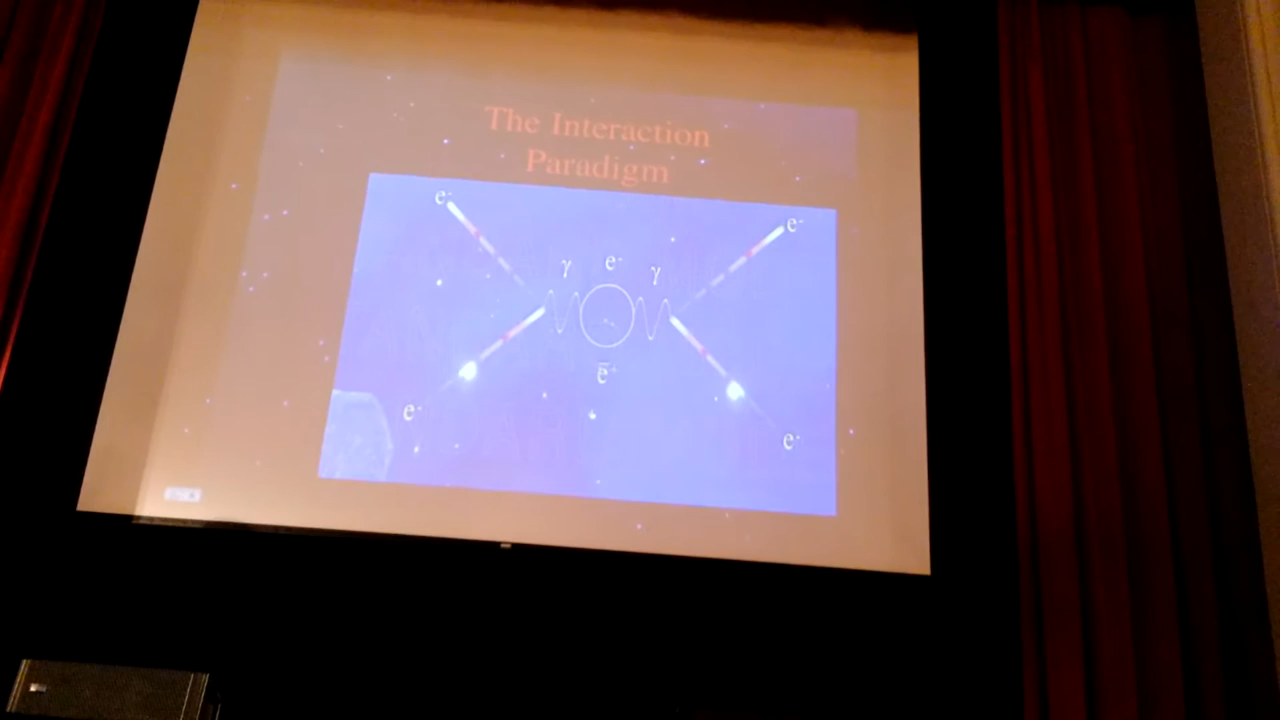 The Interaction
Paradigm
e⁻ e⁻
γ e⁻ γ
e̅⁺
e⁻ e⁻